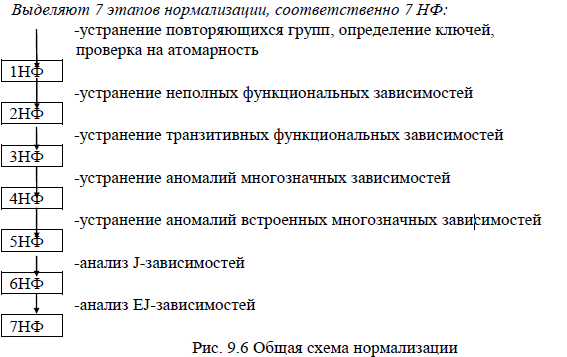 Выделяют 7 этапов нормализации, соответственно 7 НФ:
-устранение повторяющихся групп, определение ключей,
проверка на атомарность
1НФ
-устранение неполных функциональных зависимостей
2НФ
-устранение транзитивных функциональных зависимостей
3НФ
-устранение аномалий многозначных зависимостей
4НФ
-устранение аномалий встроенных многозначных зависимостей
5НФ
-анализ J-зависимостей
6НФ
-анализ EJ-зависимостей
7НФ
Рис. 9.6 Общая схема нормализации